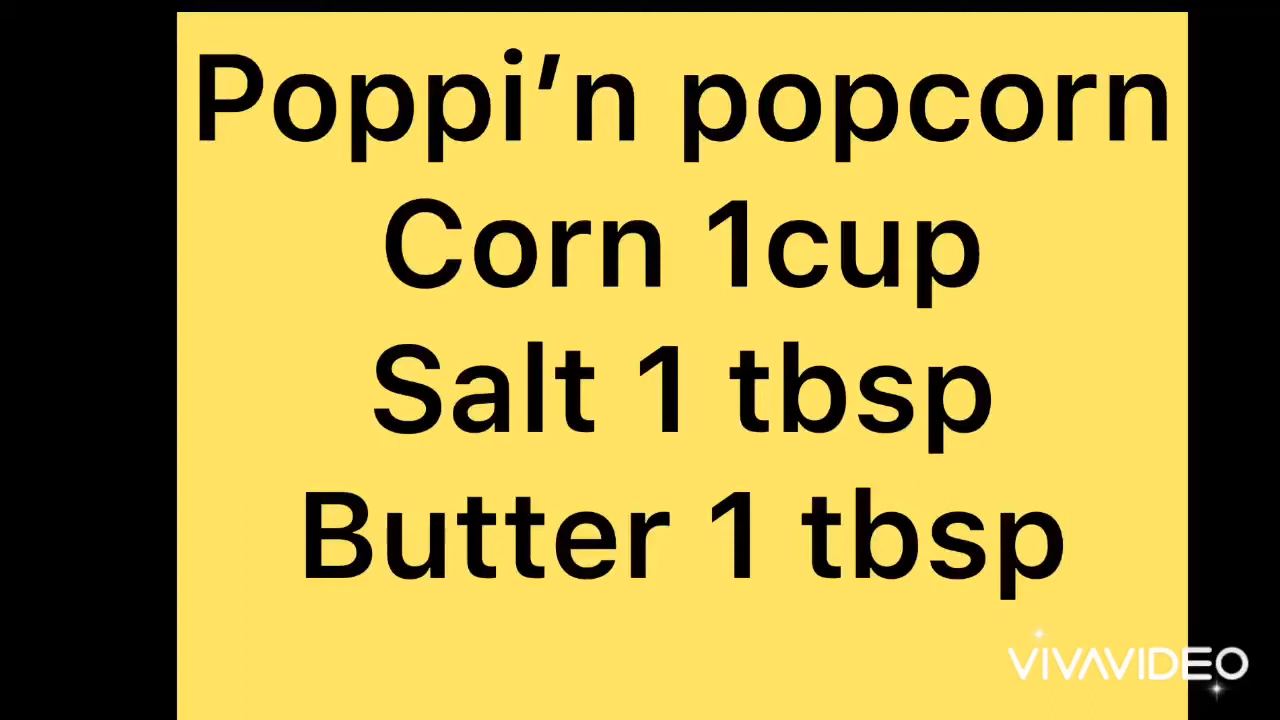 Poppi’n popcorn
Corn 1cup
Salt 1 tbsp
Butter 1 tbsp
VIVAVIDEO